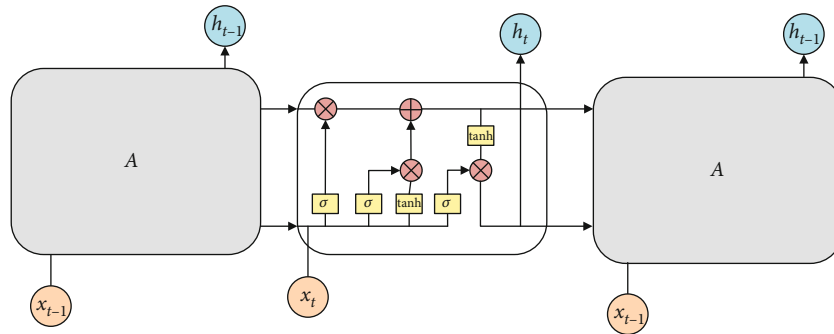 h_{t-1}
h_t
h_{t-1}
tanh
A
A
σ
σ
tanh
σ
x_{t-1}
x_t
x_{t-1}